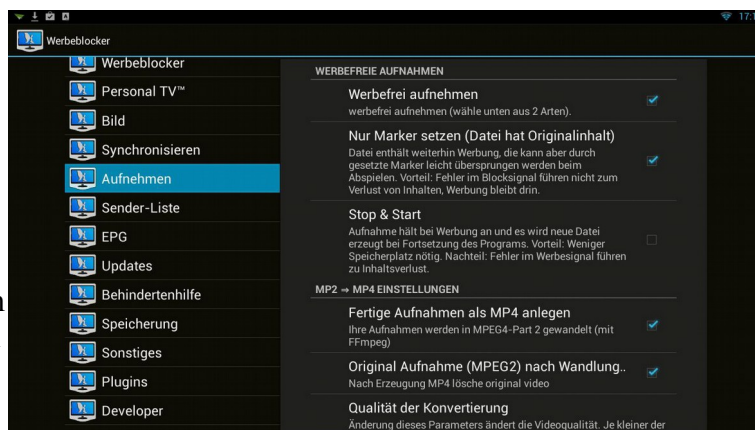 17:1
Werbeblocker
Werbeblocker
Personal TV™
Bild
Synchronisieren
Aufnehmen
Sender-Liste
EPG
Updates
Behindertenhilfe
Speicherung
Sonstiges
Plugins
Developer
WERBEFREIE AUFNAHMEN
Werbefrei aufnehmen
werbefrei aufnehmen (wähle unten aus 2 Arten).
Nur Marker setzen (Datei hat Originalinhalt)
Datei enthält weiterhin Werbung, die kann aber durch
gesetzte Marker leicht übersprungen werden beim
Abspielen. Vorteil: Fehler im Blocksignal führen nicht zum
Verlust von Inhalten, Werbung bleibt drin.
Stop & Start
Aufnahme hält bei Werbung an und es wird neue Datei
erzeugt bei Fortsetzung des Programs. Vorteil: Weniger
Speicherplatz nötig. Nachteil: Fehler im Werbesignal führen
zu Inhaltsverlust.
MP2 ⇒ MP4 EINSTELLUNGEN
Fertige Aufnahmen als MP4 anlegen
Ihre Aufnahmen werden in MPEG4-Part 2 gewandelt (mit
FFmpeg)
Original Aufnahme (MPEG2) nach Wandlung..
Nach Erzeugung MP4 lösche original video
Qualität der Konvertierung
Änderung dieses Parameters ändert die Videoqualität. Je kleiner der